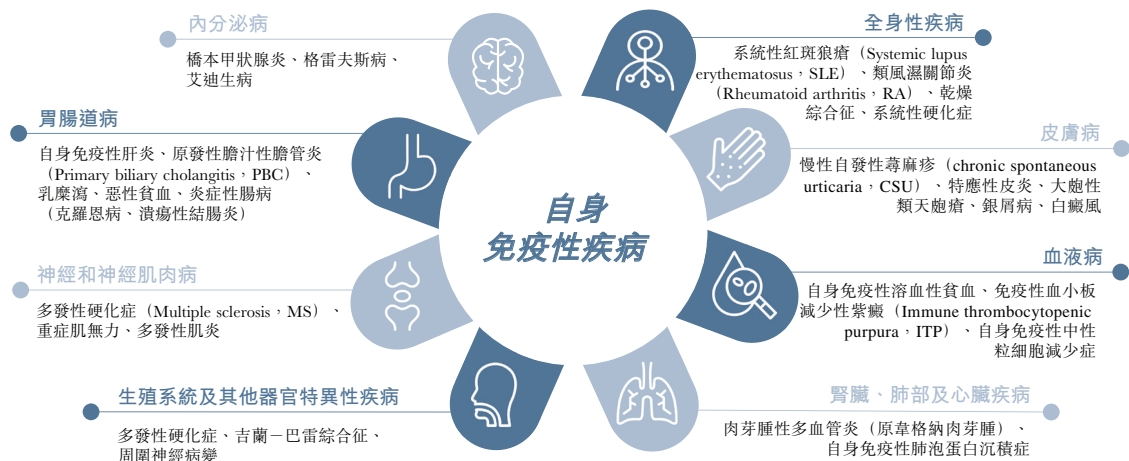 內分泌病
橋本甲狀腺炎、格雷夫斯病、
艾迪生病
胃腸道病
自身免疫性肝炎、原發性膽汁性膽管炎
（Primary biliary cholangitis，PBC）、
乳糜瀉、惡性貧血、炎症性腸病
（克羅恩病、潰瘍性結腸炎）
神經和神經肌肉病
多發性硬化症（Multiple sclerosis，MS）、
重症肌無力、多發性肌炎
生殖系統及其他器官特異性疾病
多發性硬化症、吉蘭－巴雷綜合征、
周圍神經病變
自身
免疫性疾病
全身性疾病
系統性紅斑狼瘡（Systemic lupus
erythematosus，SLE）、類風濕關節炎
（Rheumatoid arthritis，RA）、乾燥
綜合征、系統性硬化症
皮膚病
慢性自發性蕁麻疹（chronic spontaneous
urticaria，CSU）、特應性皮炎、大皰性
類天皰瘡、銀屑病、白癜風
血液病
自身免疫性溶血性貧血、免疫性血小板
減少性紫癜（Immune thrombocytopenic
purpura，ITP）、自身免疫性中性
粒細胞減少症
腎臟、肺部及心臟疾病
肉芽腫性多血管炎（原韋格納肉芽腫）、
自身免疫性肺泡蛋白沉積症